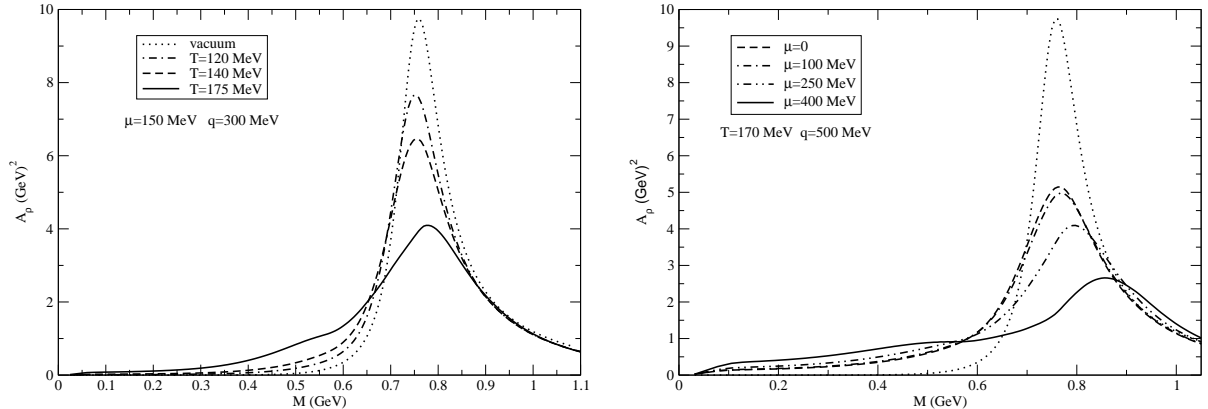 10
8
6
4
2
0
A_ρ (GeV)^2
vacuum
T=120 MeV
T=140 MeV
T=175 MeV
μ=150 MeV q=300 MeV
0 0.1 0.2 0.3 0.4 0.5 0.6 0.7 0.8 0.9 1 1.1
M (GeV)
10
9
8
7
6
5
4
3
2
1
0
A_ρ (GeV)^2
μ=0
μ=100 MeV
μ=250 MeV
μ=400 MeV
T=170 MeV q=500 MeV
0 0.2 0.4 0.6 0.8 1
M (GeV)